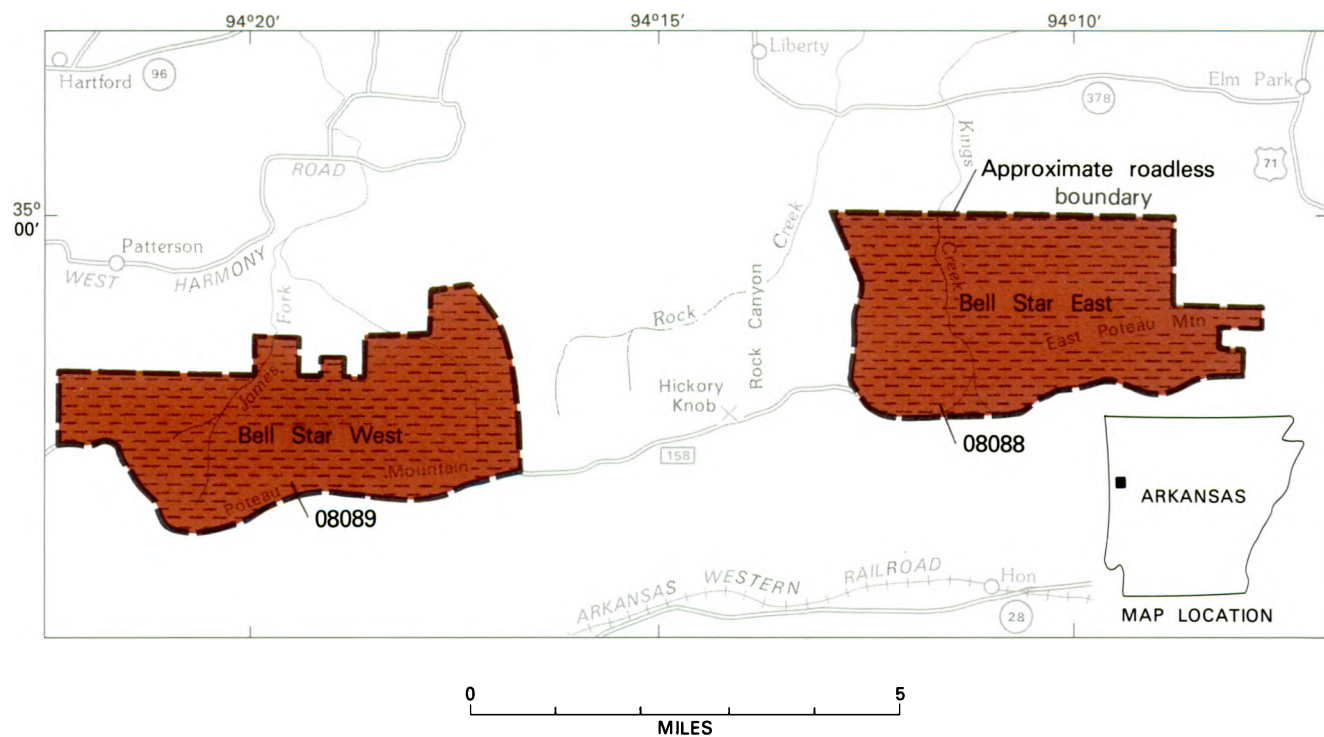 94°20'
94°15'
94°10'
Hartford
96
Liberty
Elm Park
378
71
ROAD
Kings
Creek
Approximate roadless
boundary
35°
00'
Patterson
WEST HARMONY
James
Fork
Rock
Creek
Rock Canyon
Bell Star East
East Poteau Mtn
Hickory
Knob
158
08088
Bell Star West
Poteau Mountain
08089
ARKANSAS WESTERN RAILROAD
Hon
28
ARKANSAS
MAP LOCATION
0
5
MILES